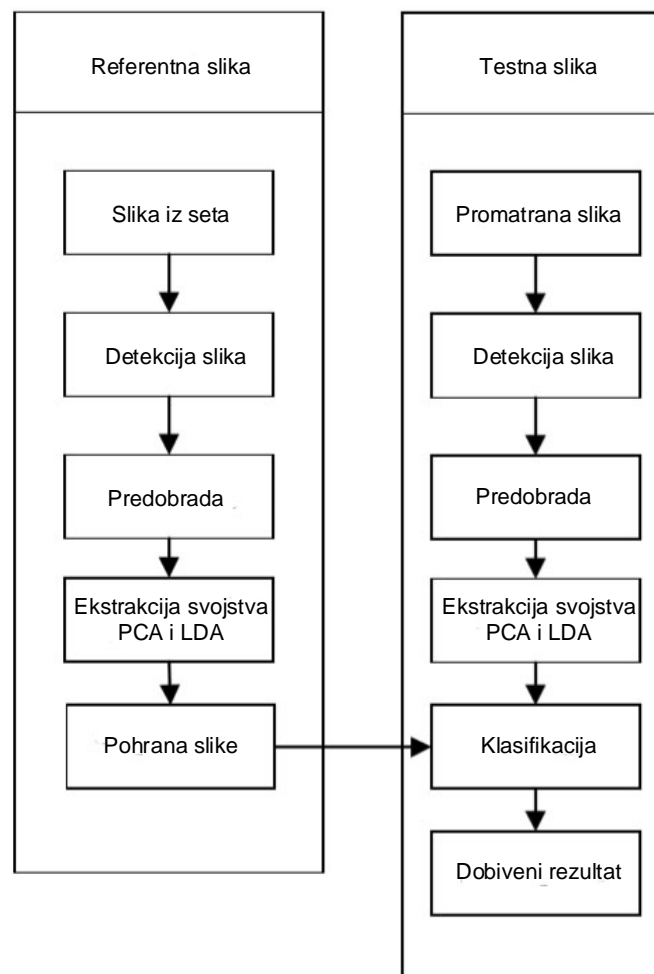 Referentna slika
Slika iz seta
Detekcija slika
Predobrada
Ekstrakcija svojstva
PCA i LDA
Pohrana slike
Testna slika
Promatrana slika
Detekcija slika
Predobrada
Ekstrakcija svojstva
PCA i LDA
Klasifikacija
Dobiveni rezultat